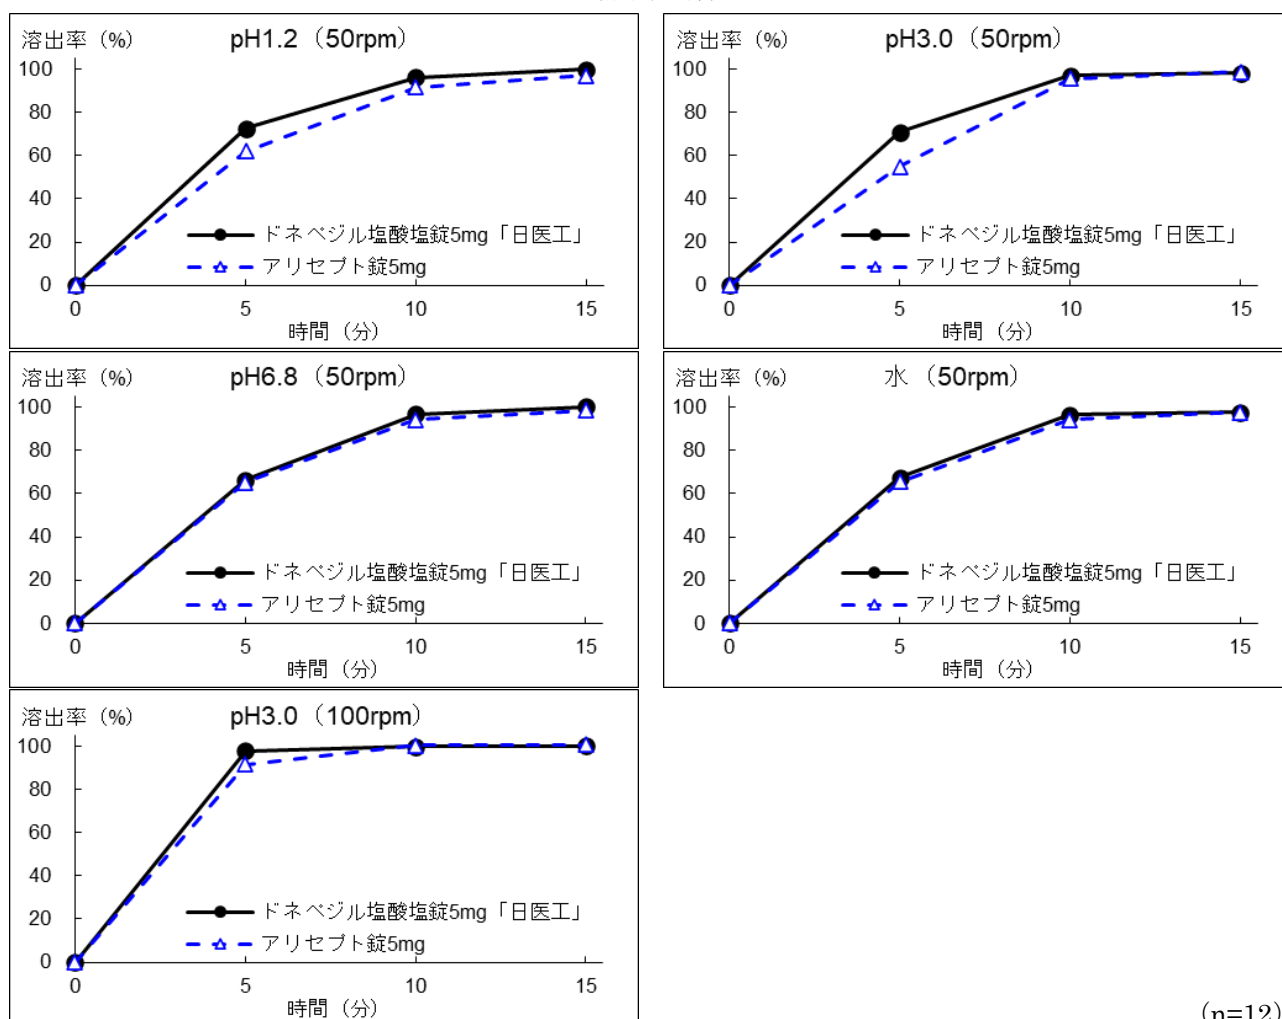 溶出率 (%) pH1.2 (50rpm)
100
80
60
40
20
0
ドネペジル塩酸塩錠5mg「日医工」
アリセプト錠5mg
0 5 10 15
時間 (分)
溶出率 (%) pH3.0 (50rpm)
100
80
60
40
20
0
ドネペジル塩酸塩錠5mg「日医工」
アリセプト錠5mg
0 5 10 15
時間 (分)
溶出率 (%) pH6.8 (50rpm)
100
80
60
40
20
0
ドネペジル塩酸塩錠5mg「日医工」
アリセプト錠5mg
0 5 10 15
時間 (分)
溶出率 (%) 水 (50rpm)
100
80
60
40
20
0
ドネペジル塩酸塩錠5mg「日医工」
アリセプト錠5mg
0 5 10 15
時間 (分)
溶出率 (%) pH3.0 (100rpm)
100
80
60
40
20
0
ドネペジル塩酸塩錠5mg「日医工」
アリセプト錠5mg
0 5 10 15
時間 (分)
(n=12)